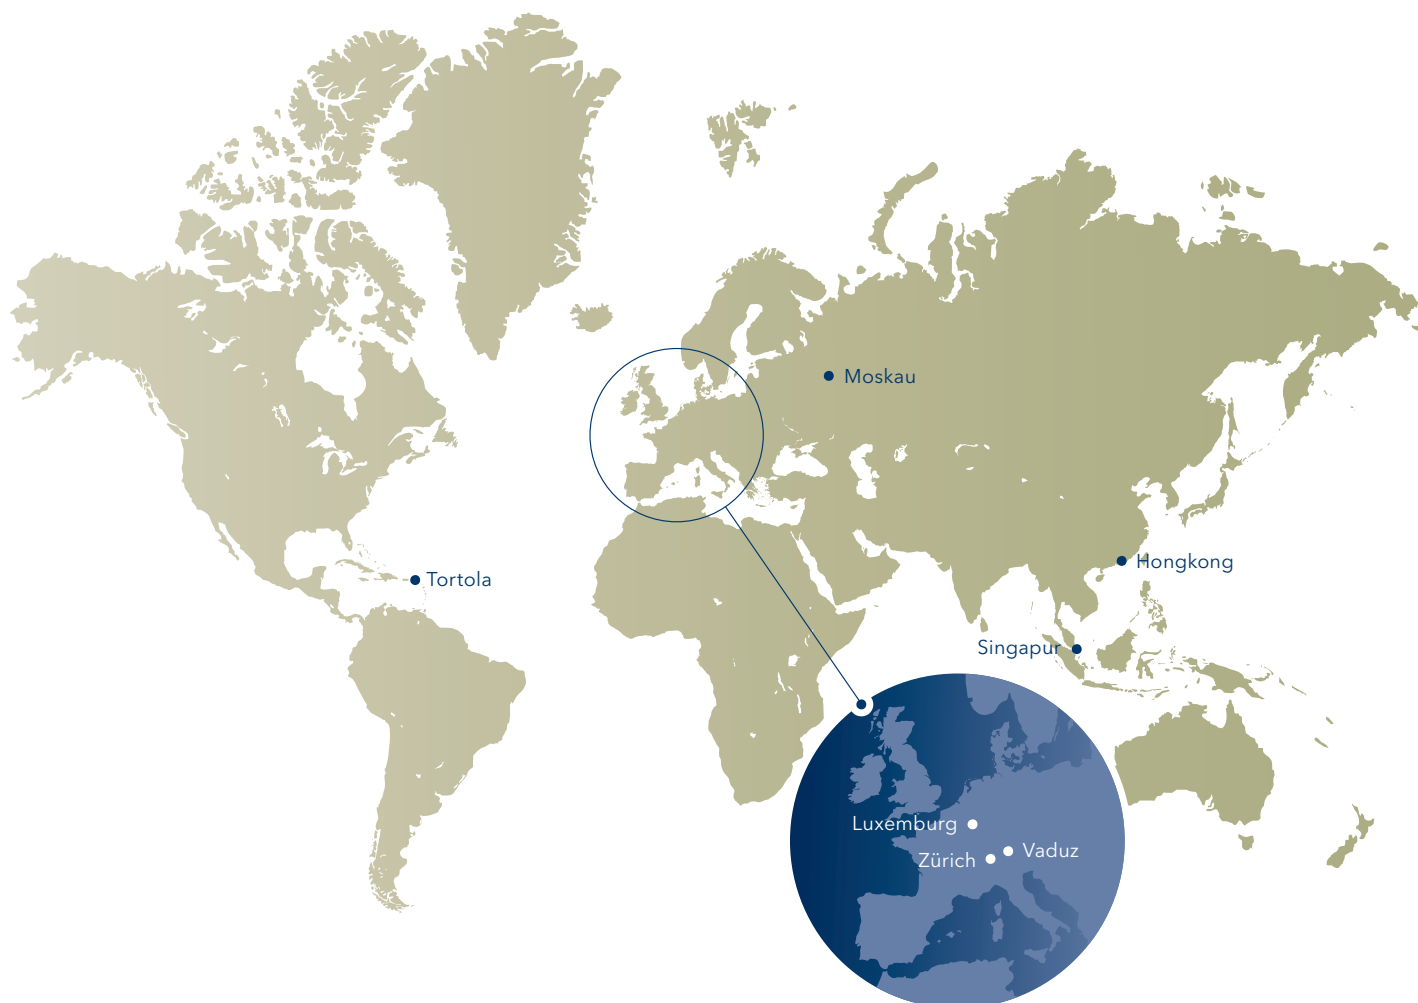 Moskau
Hongkong
Tortola
Singapur
Luxemburg
Vaduz
Zürich